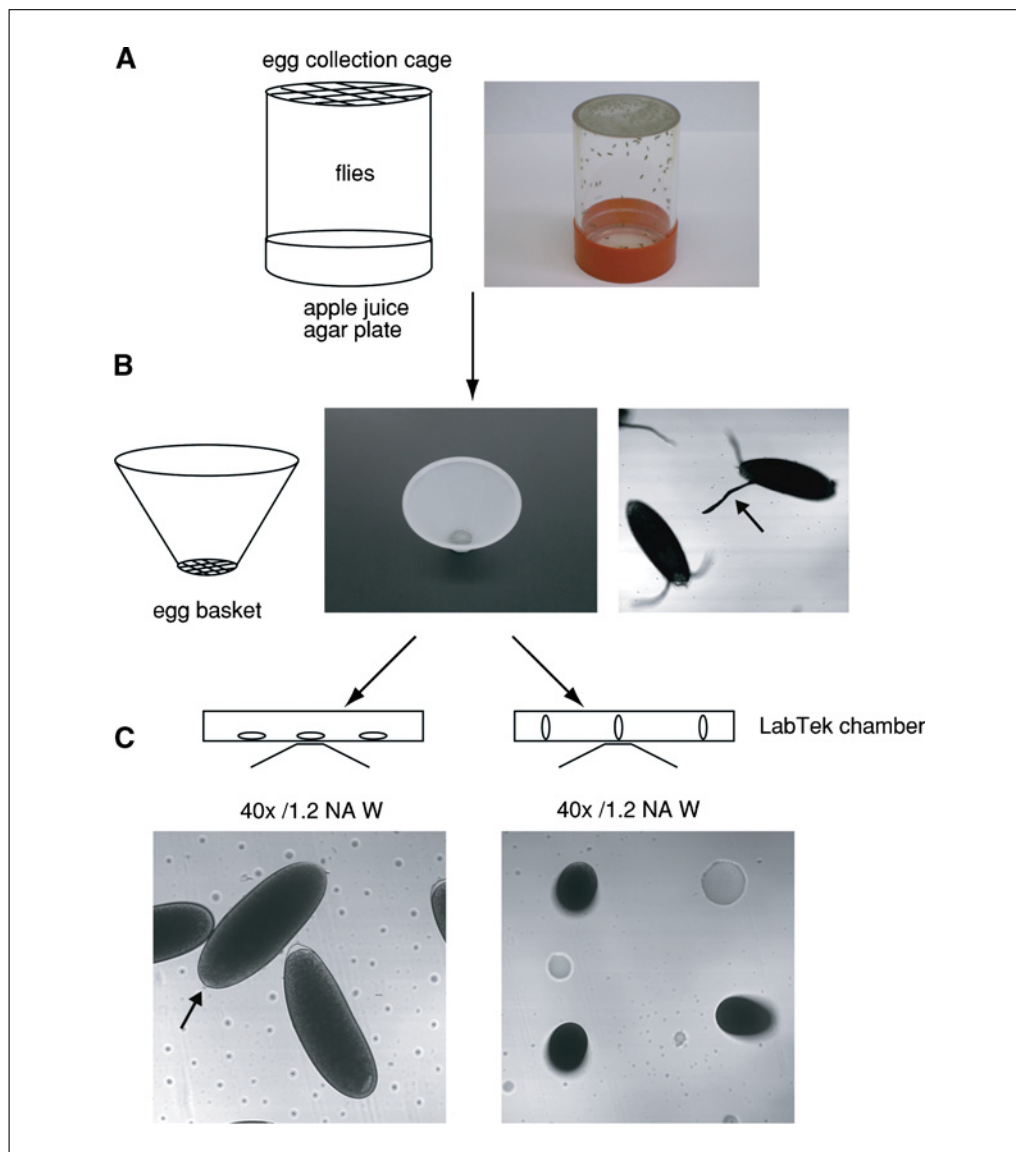 A
egg collection cage
flies
apple juice
agar plate
B
egg basket
LabTek chamber
C
40x /1.2 NA W
40x /1.2 NA W